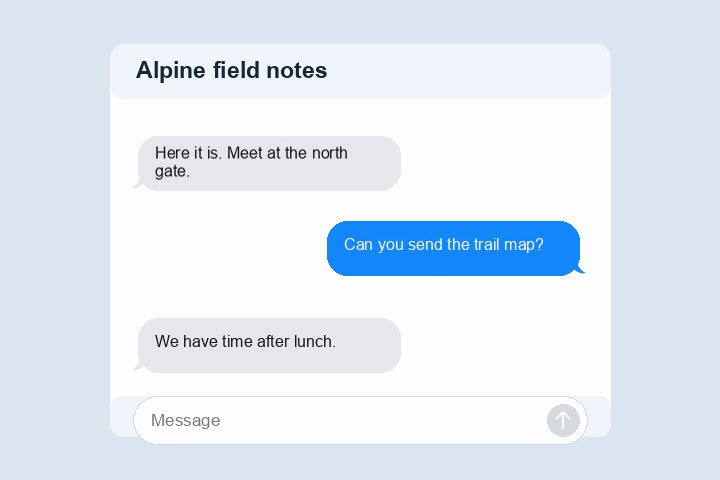 Alpine field notes
Here it is. Meet at the north
gate.
Can you send the trail map?
We have time after lunch.
Message